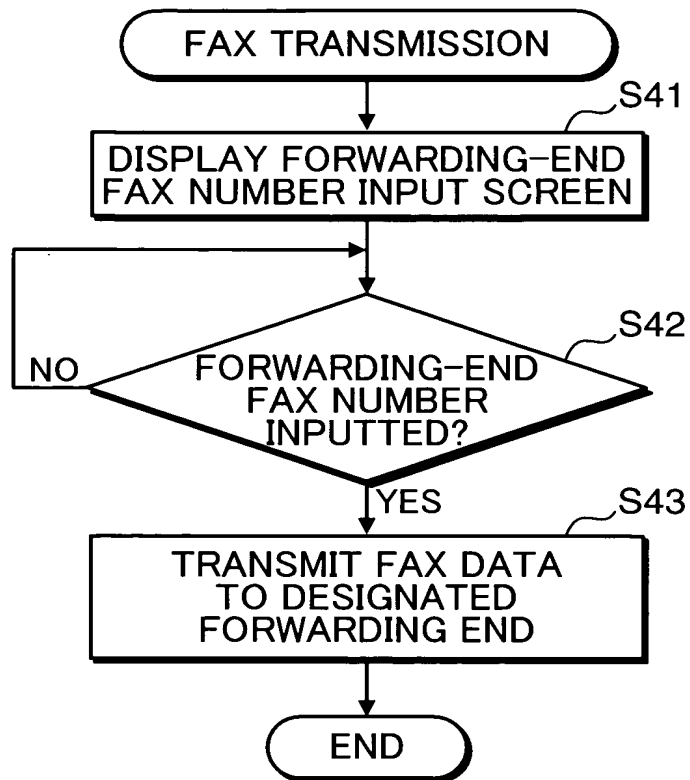 FAX TRANSMISSION
S41
DISPLAY FORWARDING-END
FAX NUMBER INPUT SCREEN
S42
NO
FORWARDING-END
FAX NUMBER
INPUTTED?
YES
S43
TRANSMIT FAX DATA
TO DESIGNATED
FORWARDING END
END